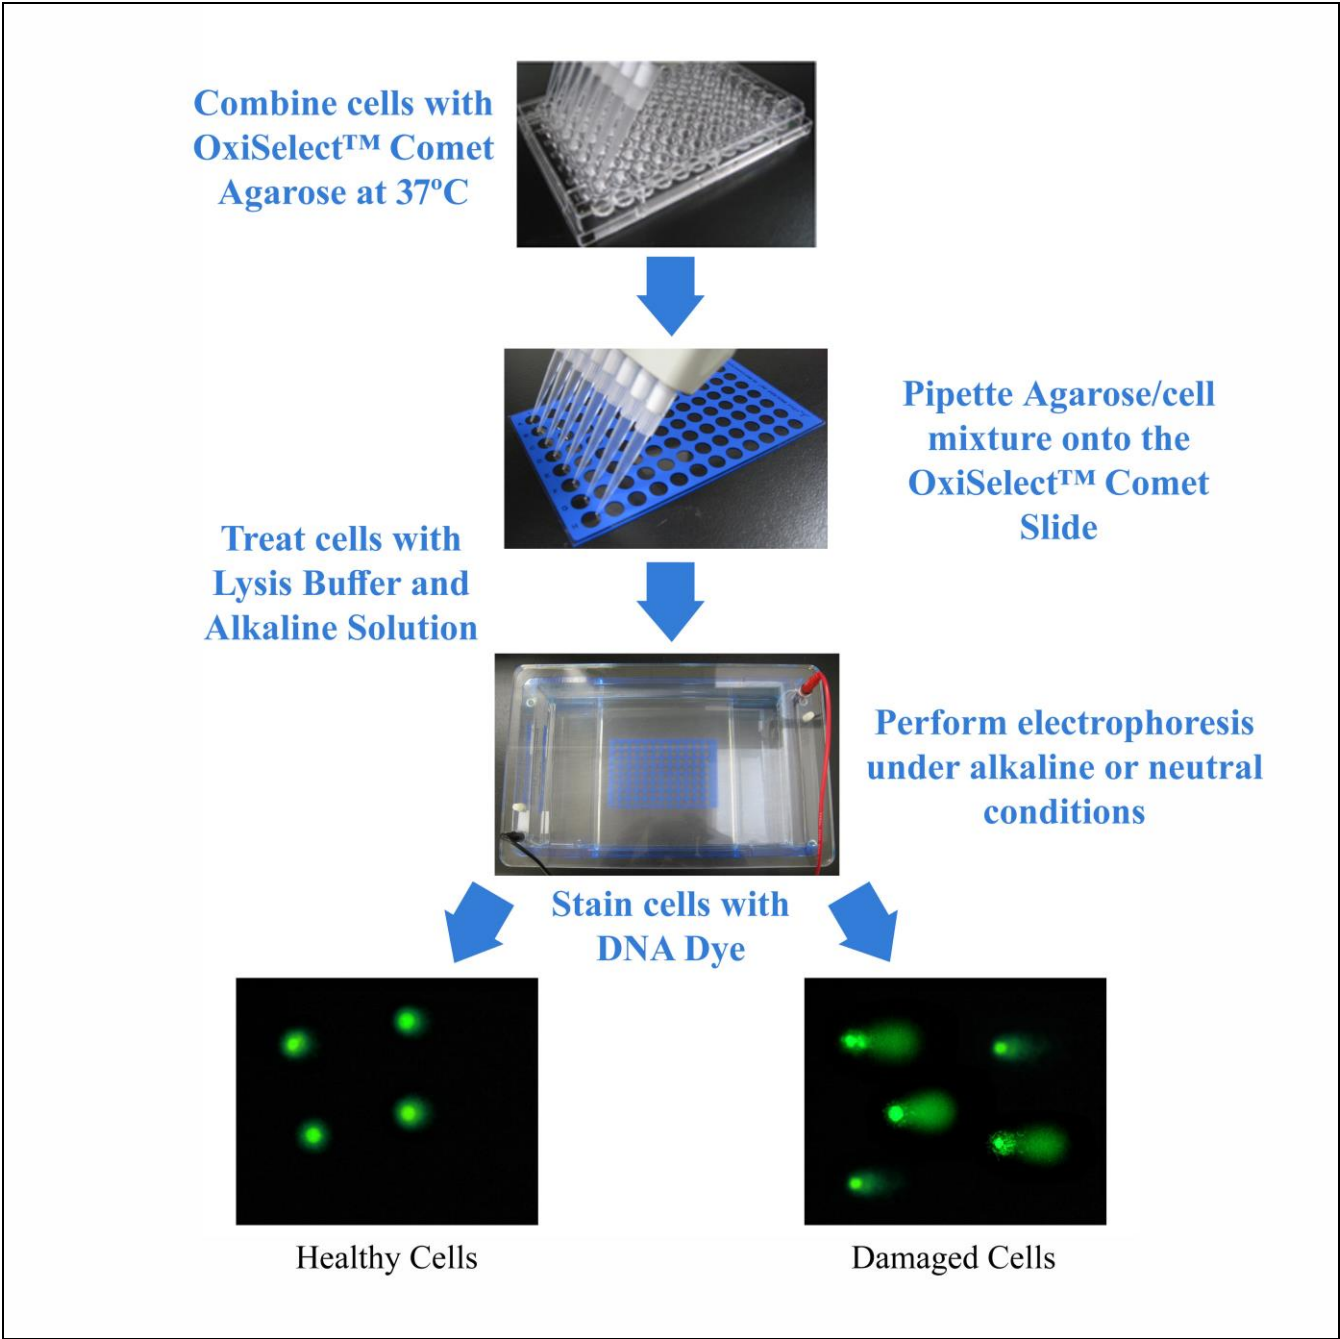 Combine cells with
OxiSelect™ Comet
Agarose at 37ºC
Pipette Agarose/cell
mixture onto the
OxiSelect™ Comet
Slide
Treat cells with
Lysis Buffer and
Alkaline Solution
Perform electrophoresis
under alkaline or neutral
conditions
Stain cells with
DNA Dye
Healthy Cells
Damaged Cells